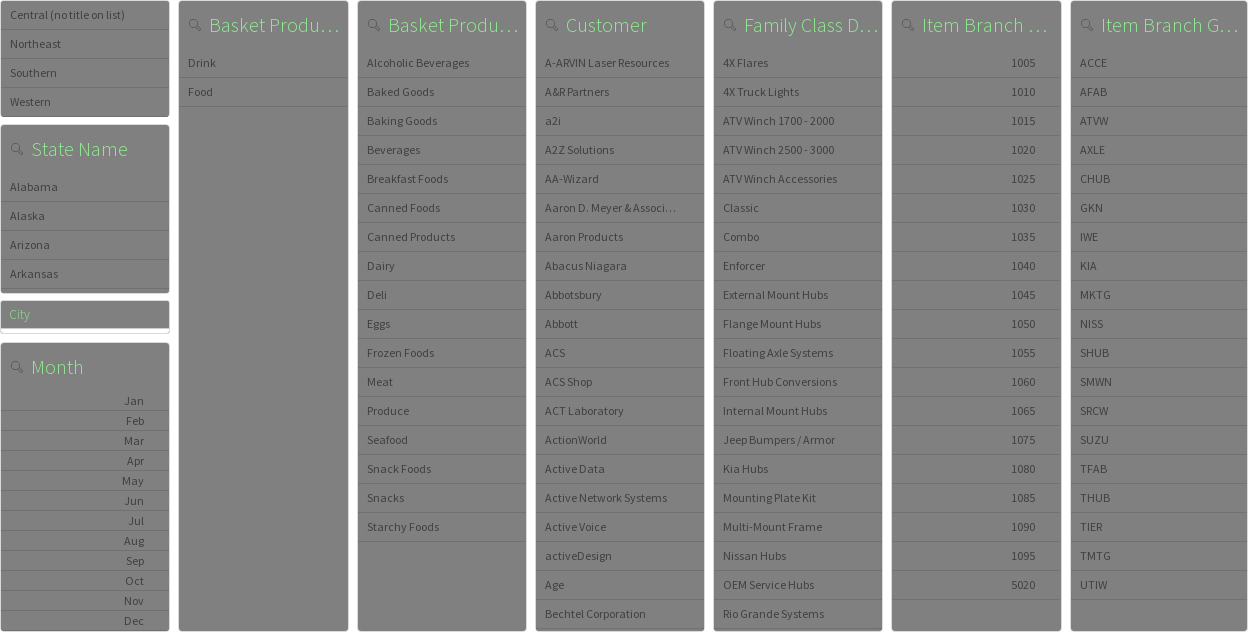 Central (no title on list)
Northeast
Southern
Western
State Name
Alabama
Alaska
Arizona
Arkansas
City
Month
Jan
Feb
Mar
Apr
May
Jun
Jul
Aug
Sep
Oct
Nov
Dec
Basket Produ...
Drink
Food
Basket Produ...
Alcoholic Beverages
Baked Goods
Baking Goods
Beverages
Breakfast Foods
Canned Foods
Canned Products
Dairy
Deli
Eggs
Frozen Foods
Meat
Produce
Seafood
Snack Foods
Snacks
Starchy Foods
Customer
A-ARVIN Laser Resources
A&R Partners
a2i
A2Z Solutions
AA-Wizard
Aaron D. Meyer & Associ...
Aaron Products
Abacus Niagara
Abbotsbury
Abbott
ACS
ACS Shop
ACT Laboratory
ActionWorld
Active Data
Active Network Systems
Active Voice
activeDesign
Age
Bechtel Corporation
Family Class D...
4X Flares
4X Truck Lights
ATV Winch 1700 - 2000
ATV Winch 2500 - 3000
ATV Winch Accessories
Classic
Combo
Enforcer
External Mount Hubs
Flange Mount Hubs
Floating Axle Systems
Front Hub Conversions
Internal Mount Hubs
Jeep Bumpers / Armor
Kia Hubs
Mounting Plate Kit
Multi-Mount Frame
Nissan Hubs
OEM Service Hubs
Rio Grande Systems
Item Branch ...
1005
1010
1015
1020
1025
1030
1035
1040
1045
1050
1055
1060
1065
1075
1080
1085
1090
1095
5020
Item Branch G...
ACCE
AFAB
ATVW
AXLE
CHUB
GKN
IWE
KIA
MKTG
NISS
SHUB
SMWN
SRCW
SUZU
TFAB
THUB
TIER
TMTG
UTIW